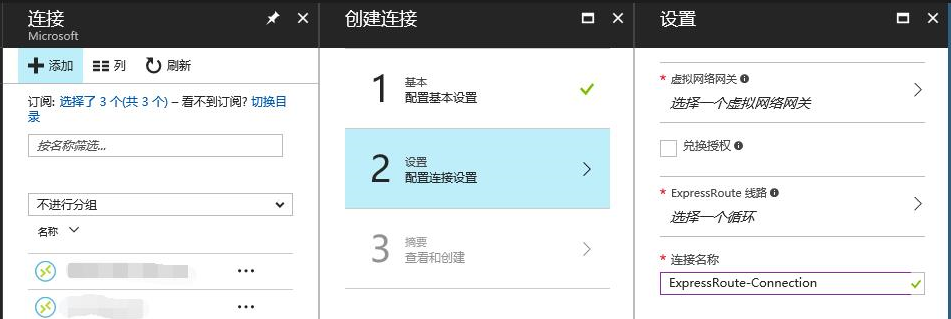 连接
Microsoft
添加
列
刷新
订阅: 选择了 3 个(共 3 个) – 看不到订阅? 切换目
录
按名称筛选...
不进行分组
名称
创建连接
1
基本
配置基本设置
2
设置
配置连接设置
3
摘要
查看和创建
设置
* 虚拟网络网关
选择一个虚拟网络网关
兑换授权
* ExpressRoute 线路
选择一个循环
* 连接名称
ExpressRoute-Connection